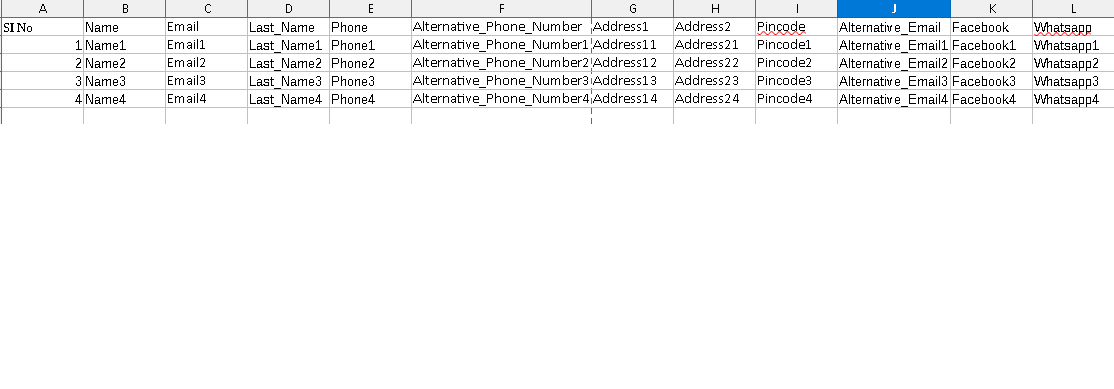 A B C D E F G H I J K L
SI No Name Email Last_Name Phone Alternative_Phone_Number Address1 Address2 Pincode Alternative_Email Facebook Whatsapp
1 Name1 Email1 Last_Name1 Phone1 Alternative_Phone_Number1 Address11 Address21 Pincode1 Alternative_Email1 Facebook1 Whatsapp1
2 Name2 Email2 Last_Name2 Phone2 Alternative_Phone_Number2 Address12 Address22 Pincode2 Alternative_Email2 Facebook2 Whatsapp2
3 Name3 Email3 Last_Name3 Phone3 Alternative_Phone_Number3 Address13 Address23 Pincode3 Alternative_Email3 Facebook3 Whatsapp3
4 Name4 Email4 Last_Name4 Phone4 Alternative_Phone_Number4 Address14 Address24 Pincode4 Alternative_Email4 Facebook4 Whatsapp4